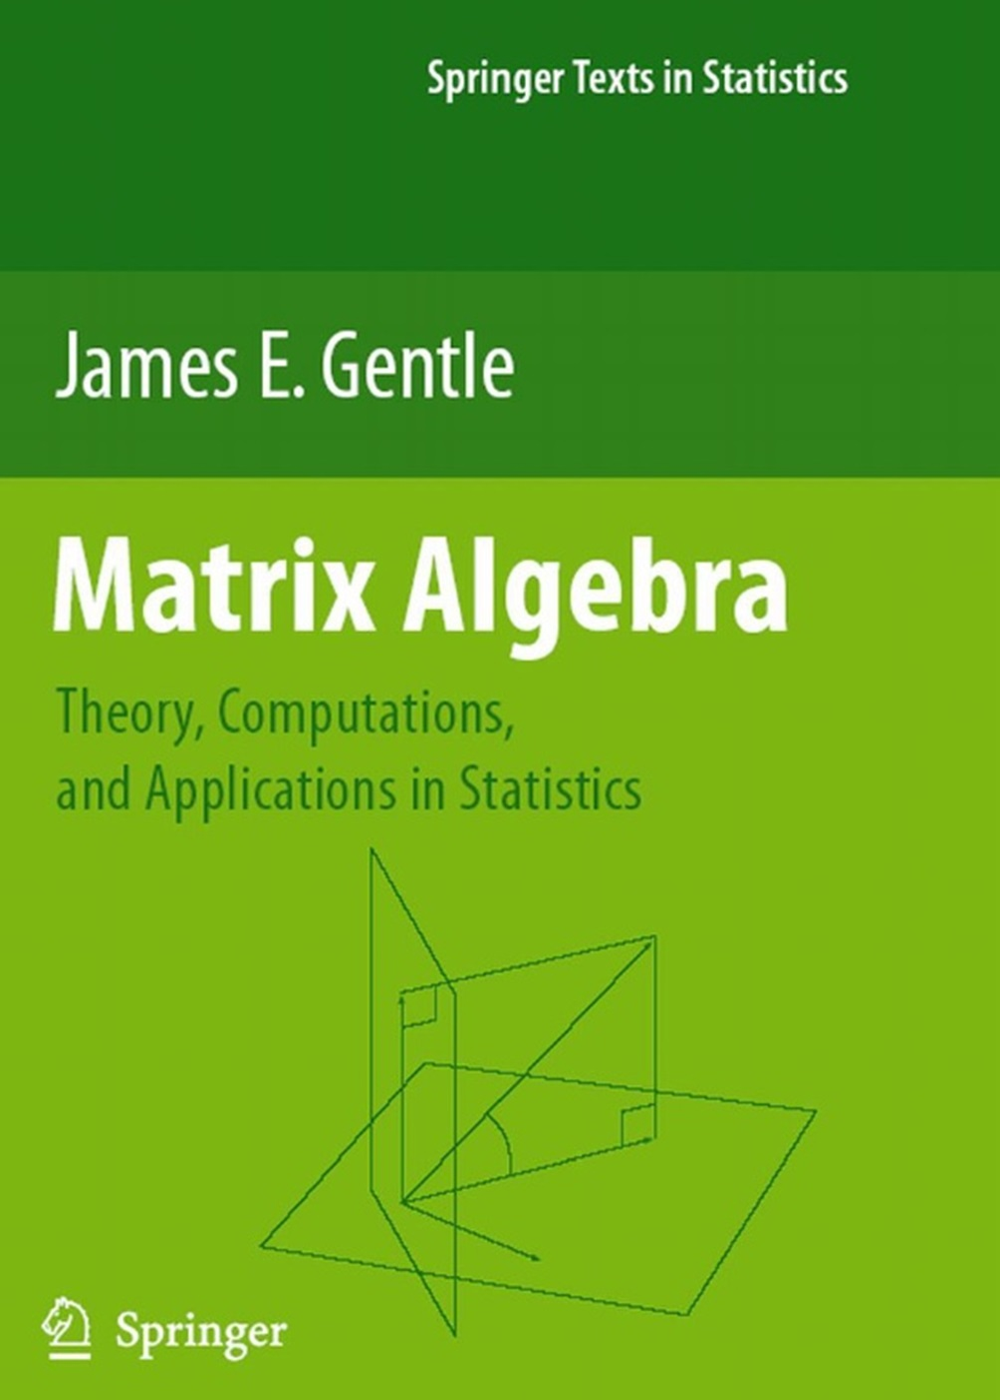 Springer Texts in Statistics
James E. Gentle
Matrix Algebra
Theory, Computations,
and Applications in Statistics
Springer